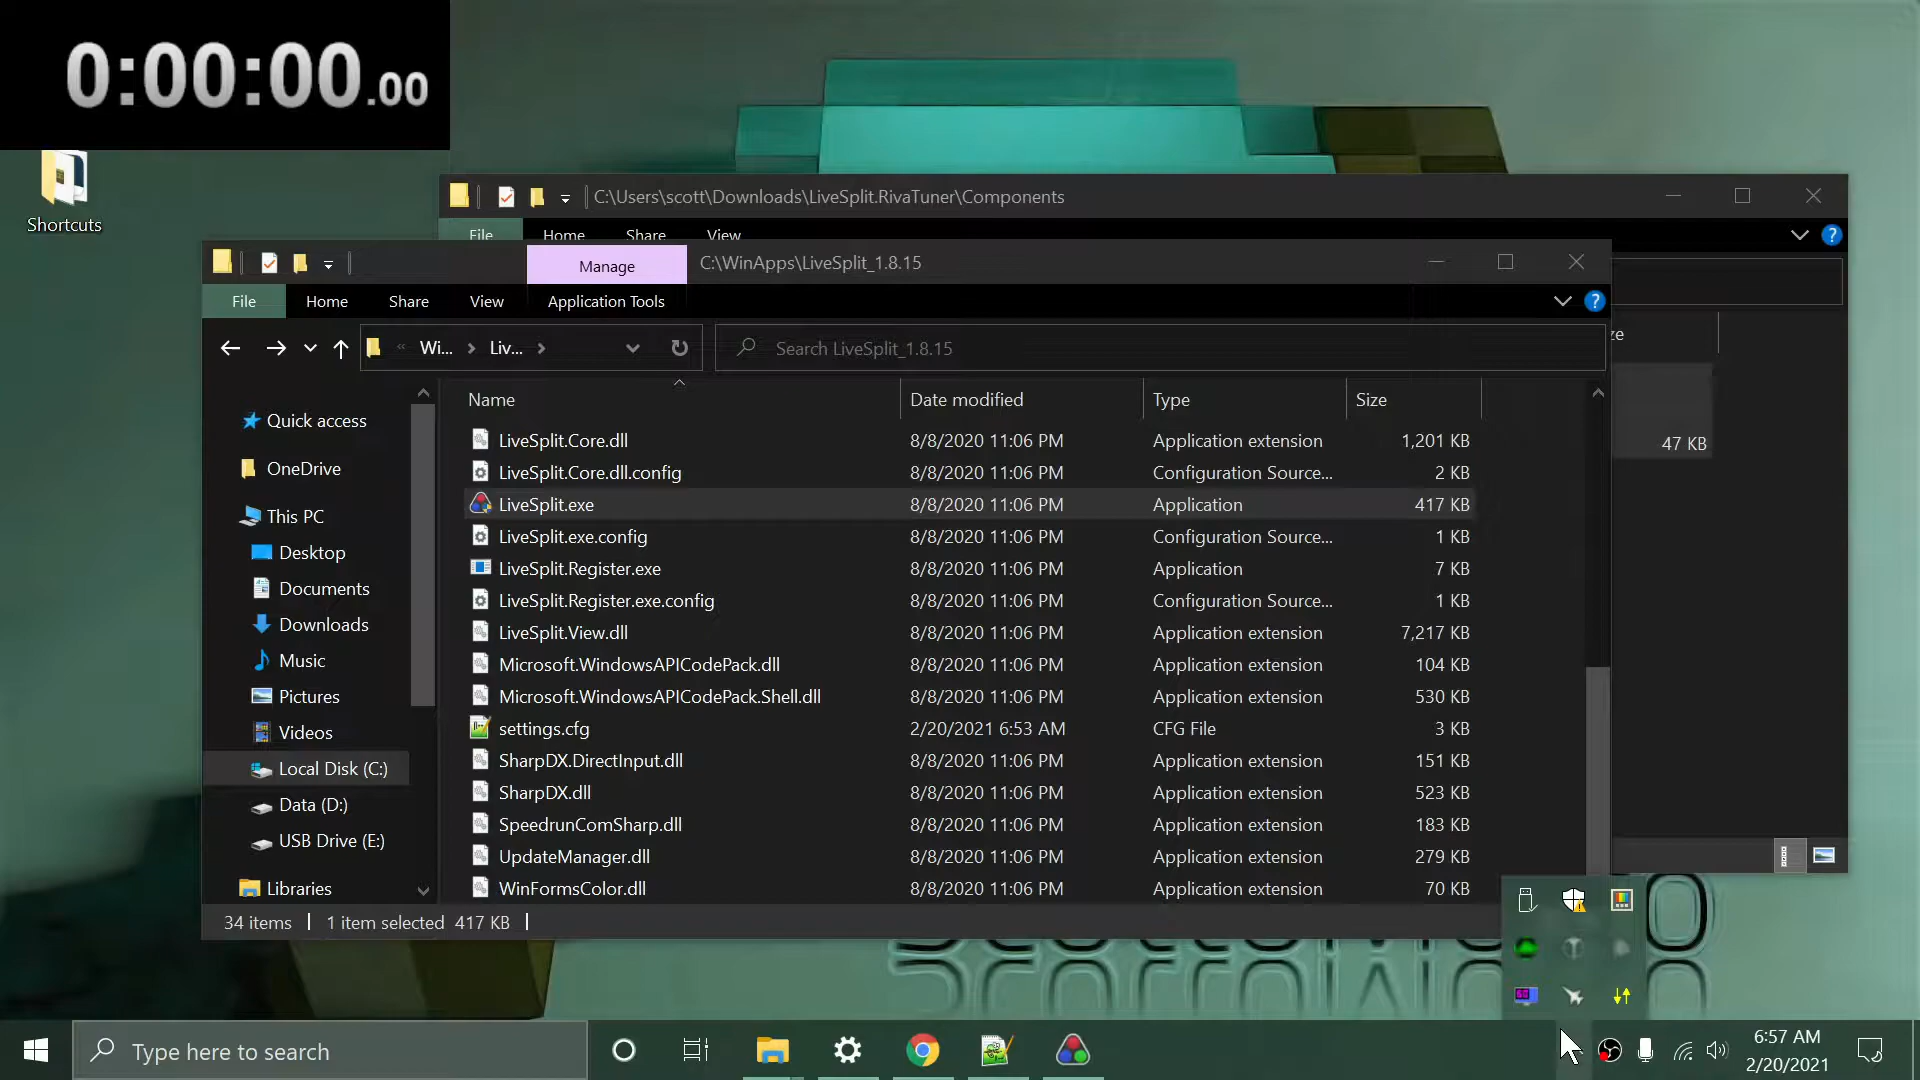 0:00:00.00
Shortcuts
C:\Users\scott\Downloads\LiveSplit.RivaTuner\Components
File Home Share View
Manage
C:\WinApps\LiveSplit_1.8.15
File Home Share View Application Tools
Wi... Liv...
Search LiveSplit_1.8.15
ze
47 KB
Name Date modified Type Size
Quick access
OneDrive
This PC
Desktop
Documents
Downloads
Music
Pictures
Videos
Local Disk (C:)
Data (D:)
USB Drive (E:)
Libraries
LiveSplit.Core.dll 8/8/2020 11:06 PM Application extension 1,201 KB
LiveSplit.Core.dll.config 8/8/2020 11:06 PM Configuration Source... 2 KB
LiveSplit.exe 8/8/2020 11:06 PM Application 417 KB
LiveSplit.exe.config 8/8/2020 11:06 PM Configuration Source... 1 KB
LiveSplit.Register.exe 8/8/2020 11:06 PM Application 7 KB
LiveSplit.Register.exe.config 8/8/2020 11:06 PM Configuration Source... 1 KB
LiveSplit.View.dll 8/8/2020 11:06 PM Application extension 7,217 KB
Microsoft.WindowsAPICodePack.dll 8/8/2020 11:06 PM Application extension 104 KB
Microsoft.WindowsAPICodePack.Shell.dll 8/8/2020 11:06 PM Application extension 530 KB
settings.cfg 2/20/2021 6:53 AM CFG File 3 KB
SharpDX.DirectInput.dll 8/8/2020 11:06 PM Application extension 151 KB
SharpDX.dll 8/8/2020 11:06 PM Application extension 523 KB
SpeedrunComSharp.dll 8/8/2020 11:06 PM Application extension 183 KB
UpdateManager.dll 8/8/2020 11:06 PM Application extension 279 KB
WinFormsColor.dll 8/8/2020 11:06 PM Application extension 70 KB
34 items 1 item selected 417 KB
Type here to search
6:57 AM
2/20/2021